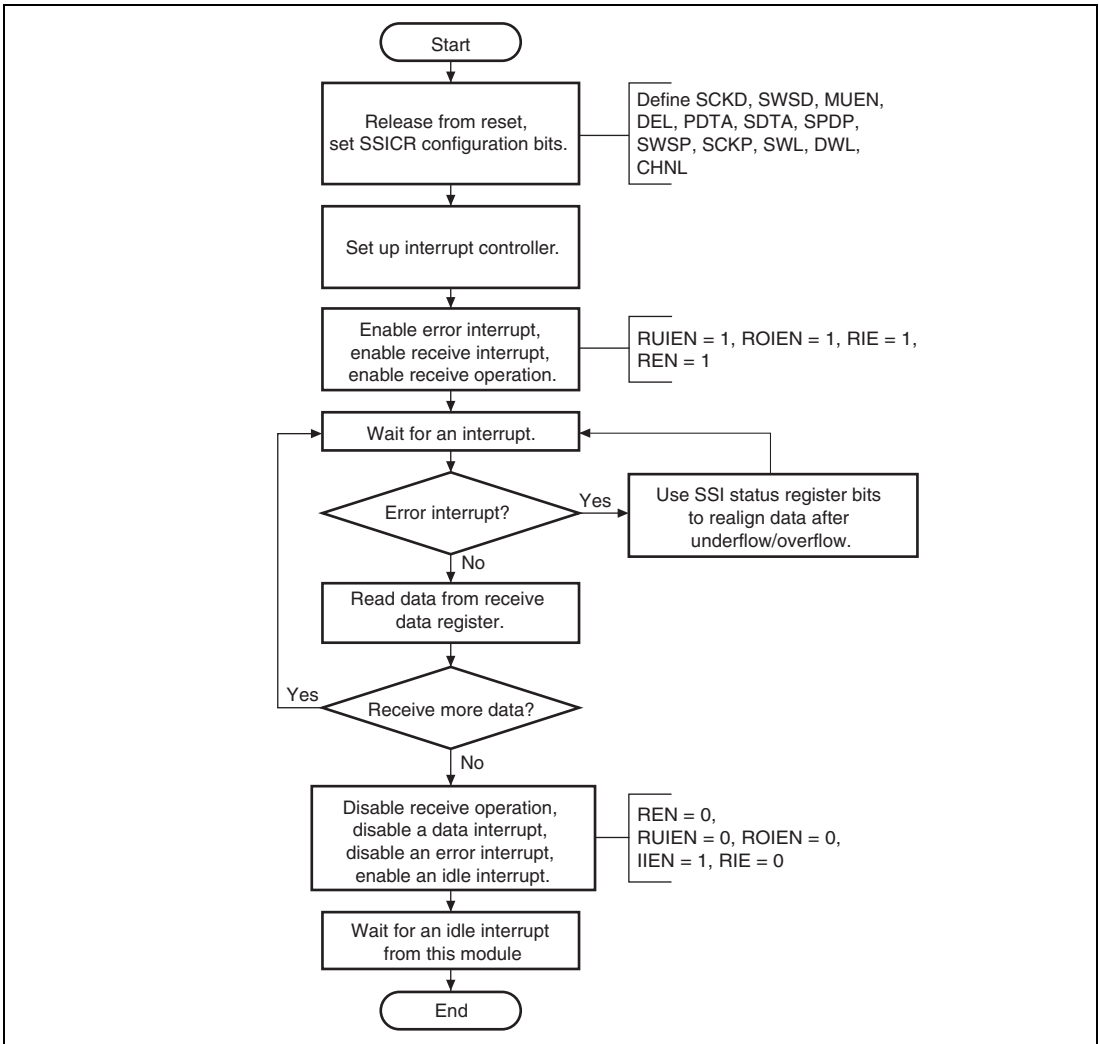 Start
Release from reset,
set SSICR configuration bits.
Define SCKD, SWSD, MUEN,
DEL, PDTA, SDTA, SPDP,
SWSP, SCKP, SWL, DWL,
CHNL
Set up interrupt controller.
Enable error interrupt,
enable receive interrupt,
enable receive operation.
RUIEN = 1, ROIEN = 1, RIE = 1,
REN = 1
Wait for an interrupt.
Error interrupt?
Yes
Use SSI status register bits
to realign data after
underflow/overflow.
No
Read data from receive
data register.
Yes
Receive more data?
No
Disable receive operation,
disable a data interrupt,
disable an error interrupt,
enable an idle interrupt.
REN = 0,
RUIEN = 0, ROIEN = 0,
IIEN = 1, RIE = 0
Wait for an idle interrupt
from this module
End